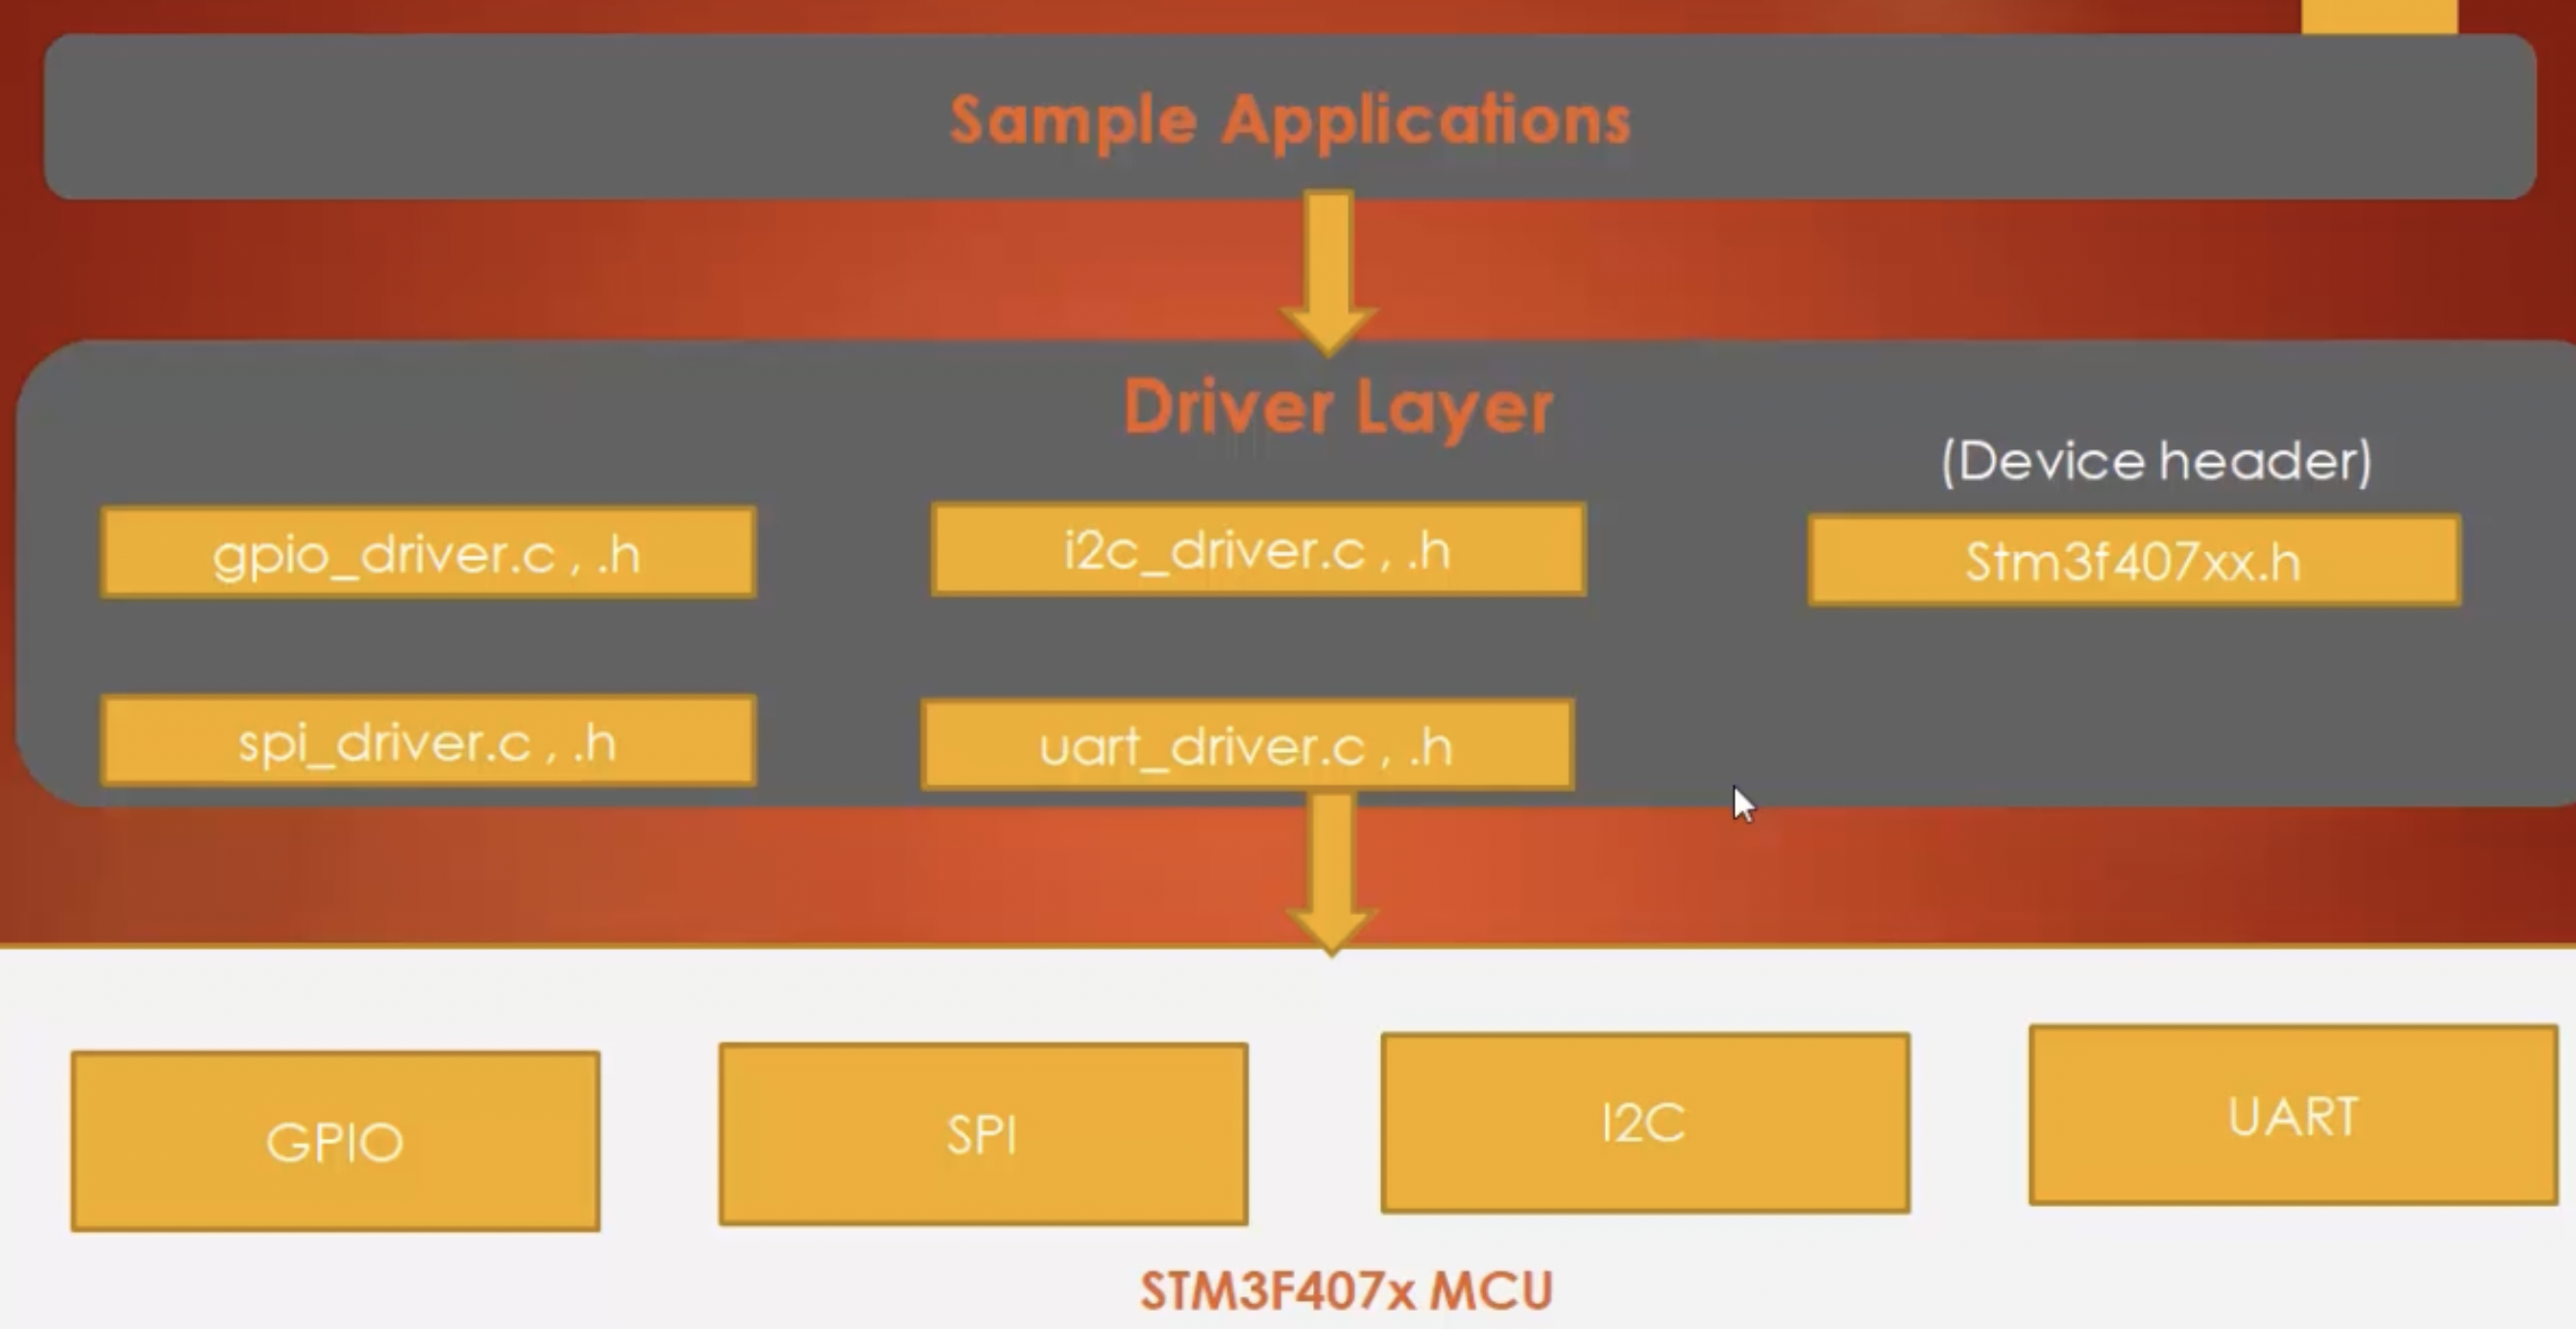 Sample Applications
Driver Layer
(Device header)
gpio_driver.c , .h
i2c_driver.c , .h
Stm3f407xx.h
spi_driver.c , .h
uart_driver.c , .h
GPIO
SPI
I2C
UART
STM3F407x MCU